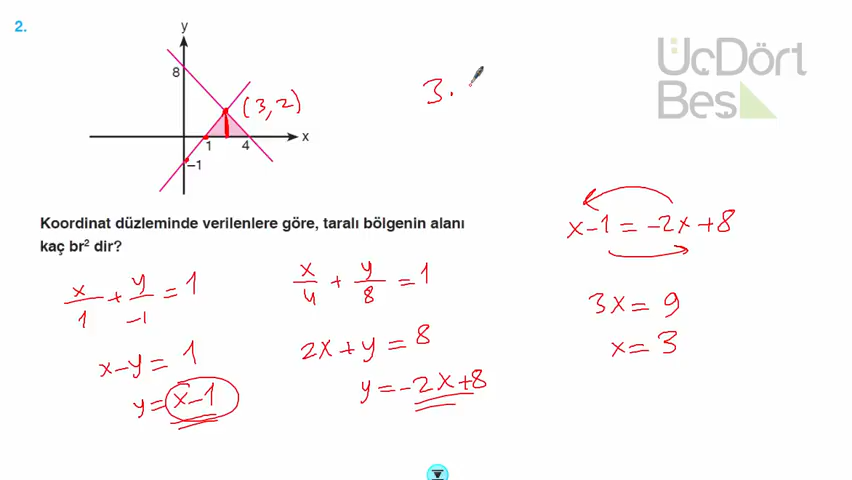 2.
y
8
(3,2)
x
1
4
-1
3.
ÜçDört
Beş
Koordinat düzleminde verilenlere göre, taralı bölgenin alanı
kaç br² dir?
x/1 + y/-1 = 1
x-y = 1
y = x-1
x/4 + y/8 = 1
2x+y = 8
y = -2x+8
x-1 = -2x+8
3x = 9
x = 3